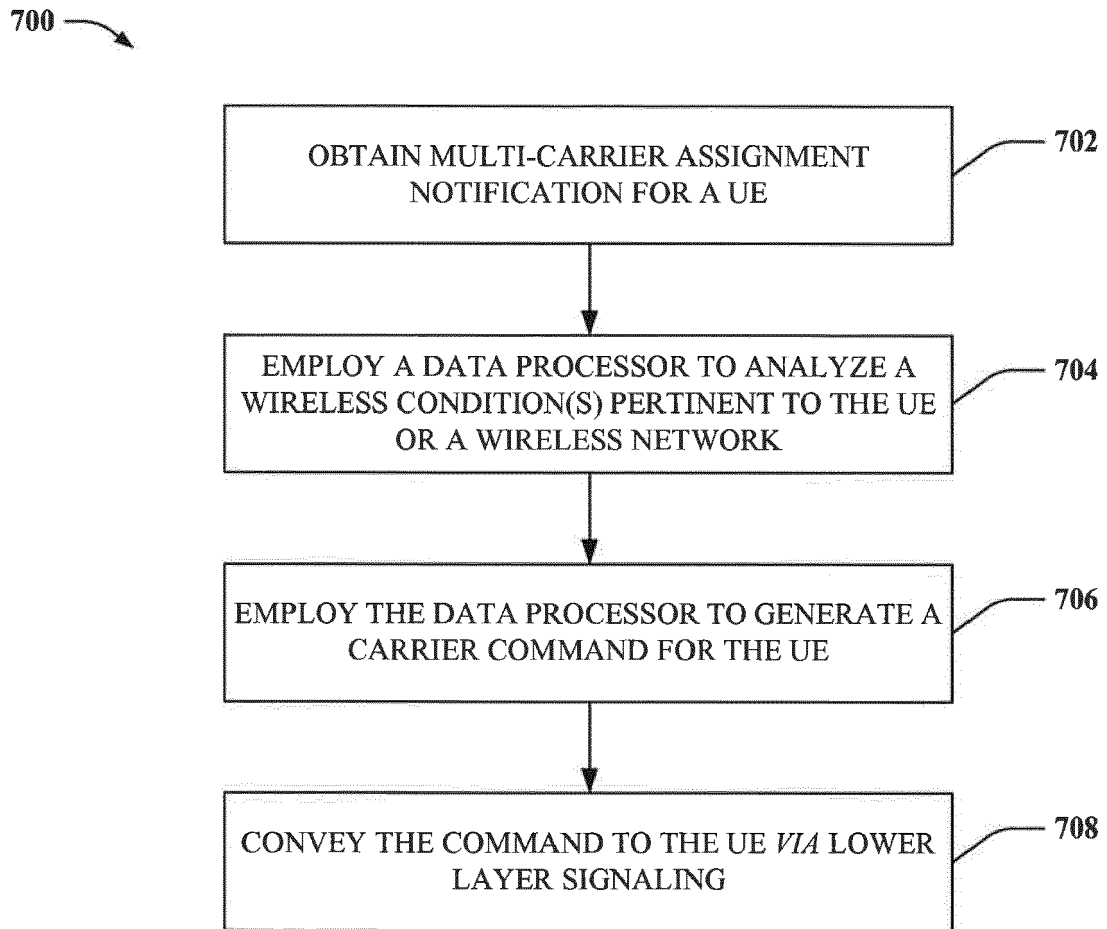 700
OBTAIN MULTI-CARRIER ASSIGNMENT
NOTIFICATION FOR A UE
702
EMPLOY A DATA PROCESSOR TO ANALYZE A
WIRELESS CONDITION(S) PERTINENT TO THE UE
OR A WIRELESS NETWORK
704
EMPLOY THE DATA PROCESSOR TO GENERATE A
CARRIER COMMAND FOR THE UE
706
CONVEY THE COMMAND TO THE UE VIA LOWER
LAYER SIGNALING
708